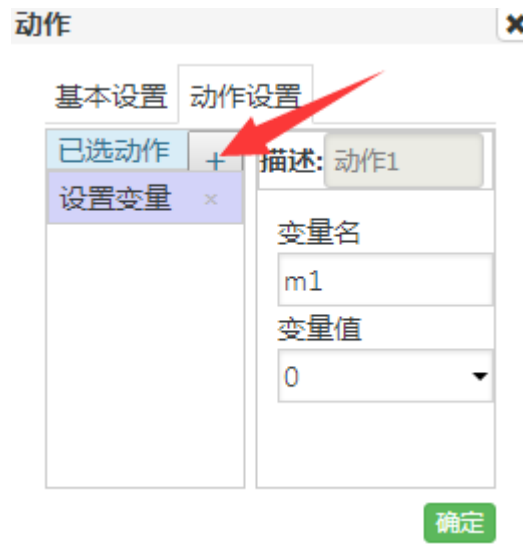 动作
基本设置 动作设置
已选动作 +
描述: 动作1
设置变量 ×
变量名
m1
变量值
0
确定